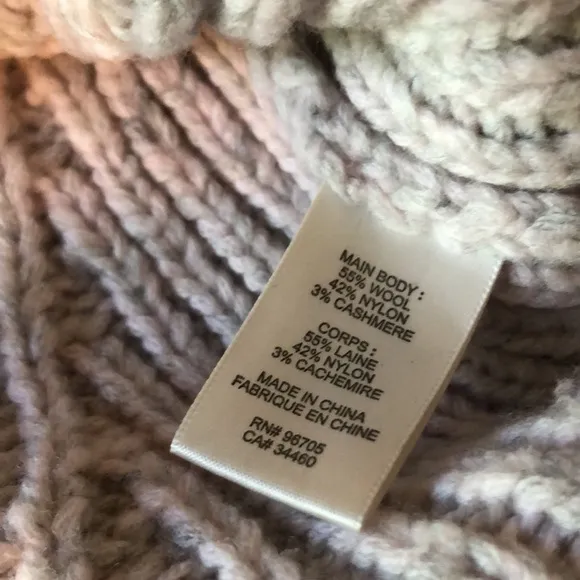 MAIN BODY :
55% WOOL
42% NYLON
3% CASHMERE
CORPS :
55% LAINE
42% NYLON
3% CACHEMIRE
MADE IN CHINA
FABRIQUE EN CHINE
RN# 96705
CA# 34460